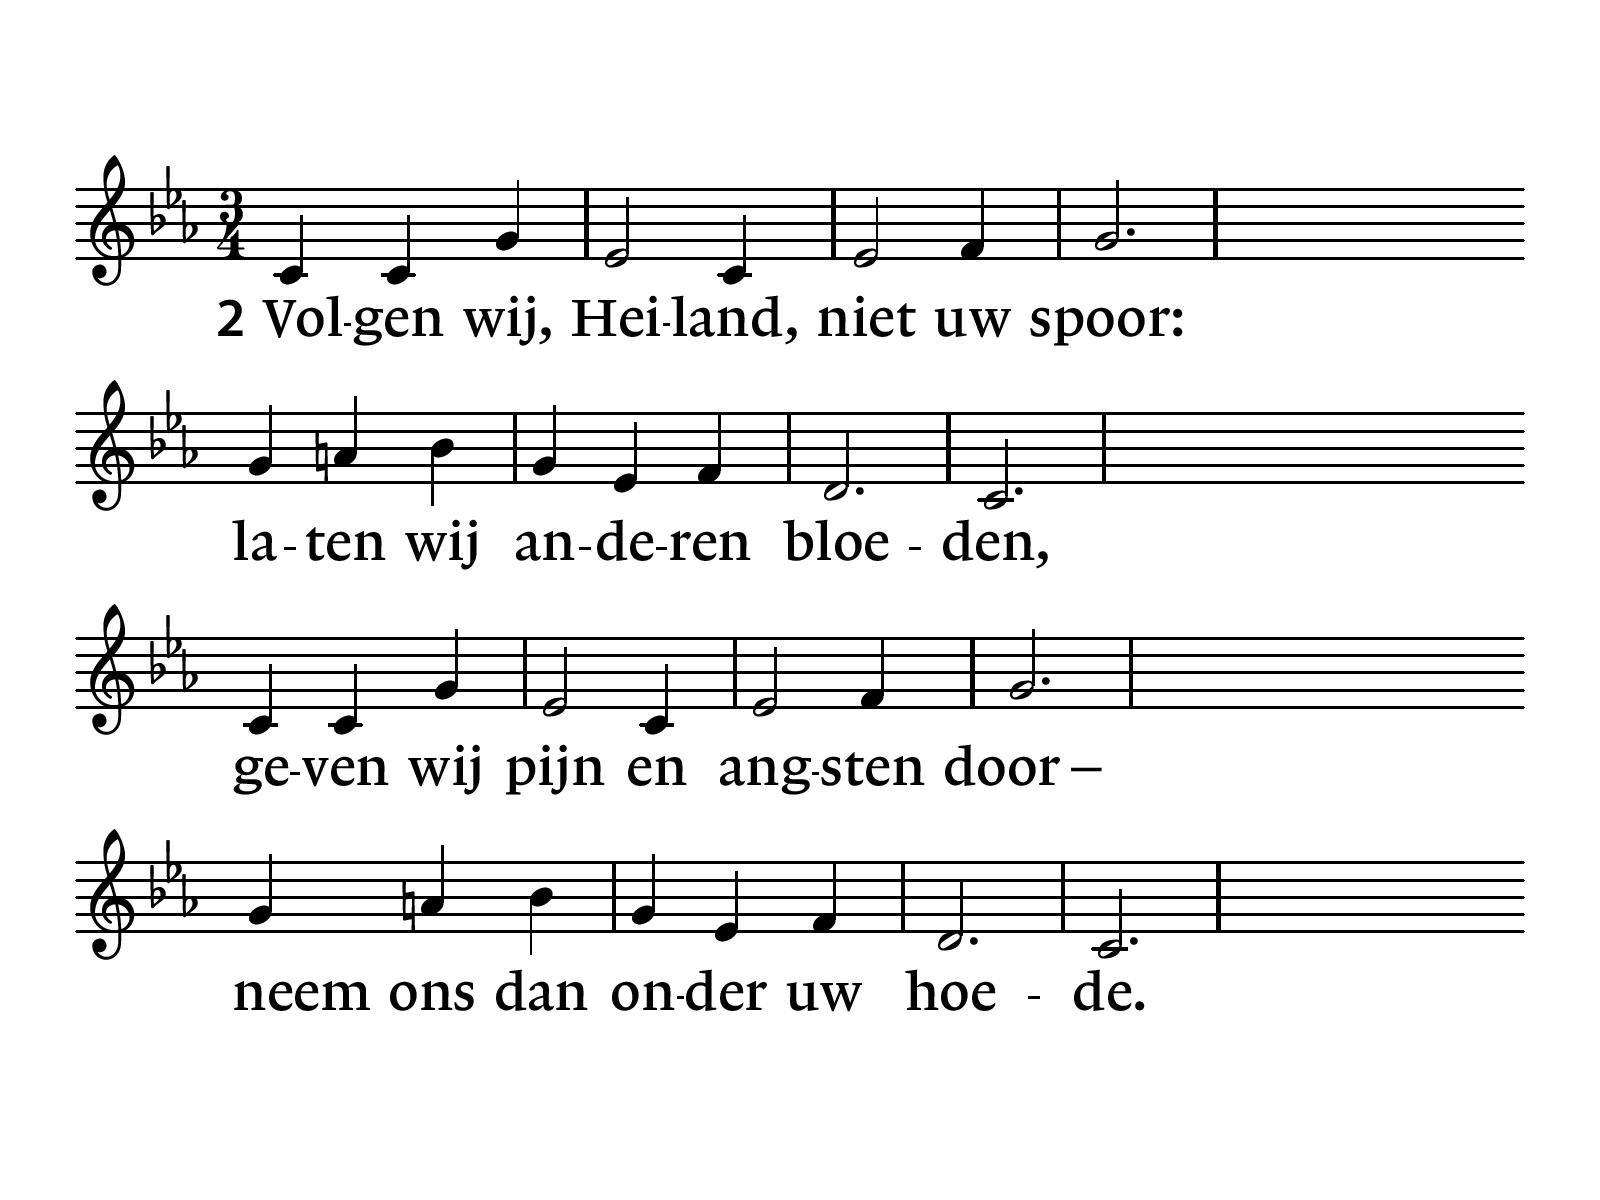 2 Vol-gen wij, Hei-land, niet uw spoor:
la-ten wij an-de-ren bloe-den,
ge-ven wij pijn en ang-sten door –
neem ons dan on-der uw hoe-de.